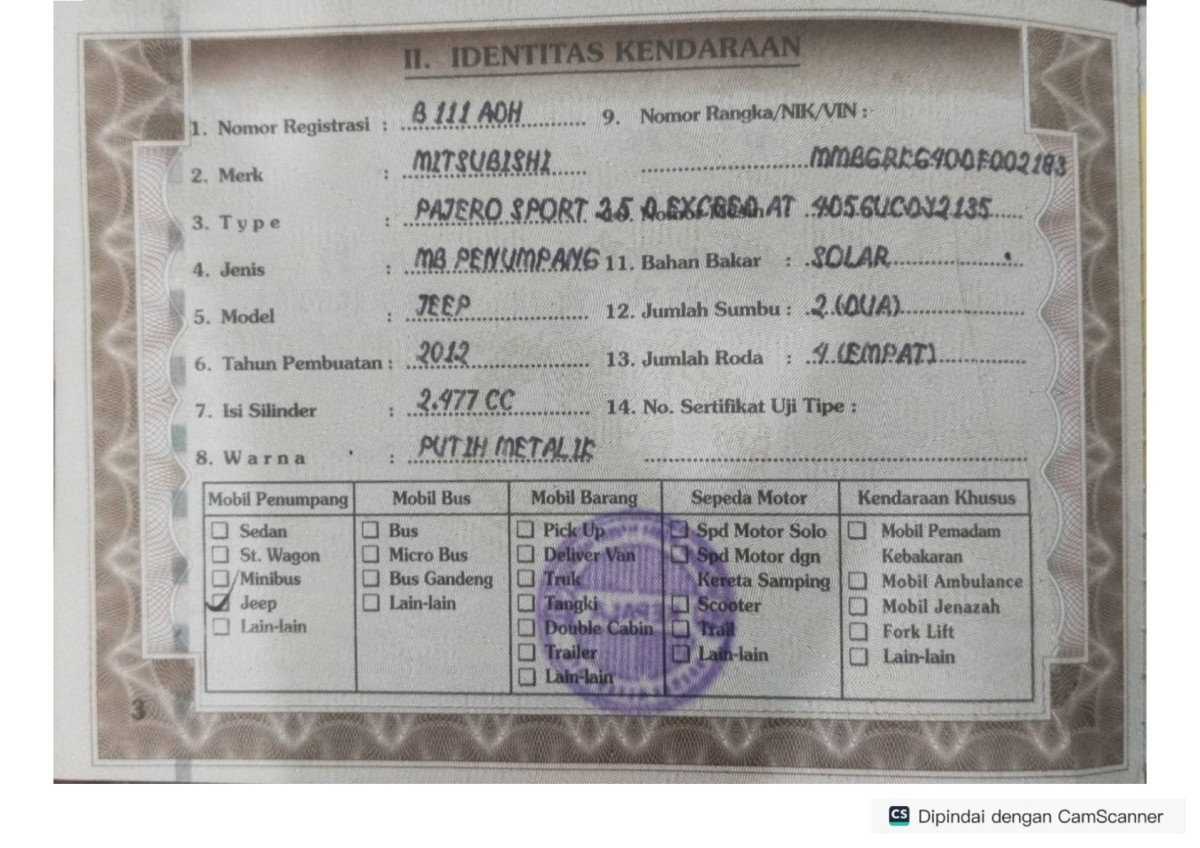 II. IDENTITAS KENDARAAN
1. Nomor Registrasi : B 111 AOH
2. Merk : MITSUBISHI
3. Type : PAJERO SPORT 2.5 AT
4. Jenis : MB PENUMPANG
5. Model : JEEP
6. Tahun Pembuatan : 2012
7. Isi Silinder : 2.477 CC
8. Warna : PUTIH METALIK
9. Nomor Rangka/NIK/VIN :
MMBGRKG40DF002183
4D56UCDX2135
11. Bahan Bakar : SOLAR
12. Jumlah Sumbu : 2 (DUA)
13. Jumlah Roda : 4 (EMPAT)
14. No. Sertifikat Uji Tipe :
Mobil Penumpang
Sedan
St. Wagon
Minibus
Jeep
Lain-lain
Mobil Bus
Bus
Micro Bus
Bus Gandeng
Lain-lain
Mobil Barang
Pick Up
Deliver Van
Truk
Tangki
Double Cabin
Trailer
Lain-lain
Sepeda Motor
Spd Motor Solo
Spd Motor dgn
Kereta Samping
Scooter
Trail
Lain-lain
Kendaraan Khusus
Mobil Pemadam
Kebakaran
Mobil Ambulance
Mobil Jenazah
Fork Lift
Lain-lain
3
CS Dipindai dengan CamScanner